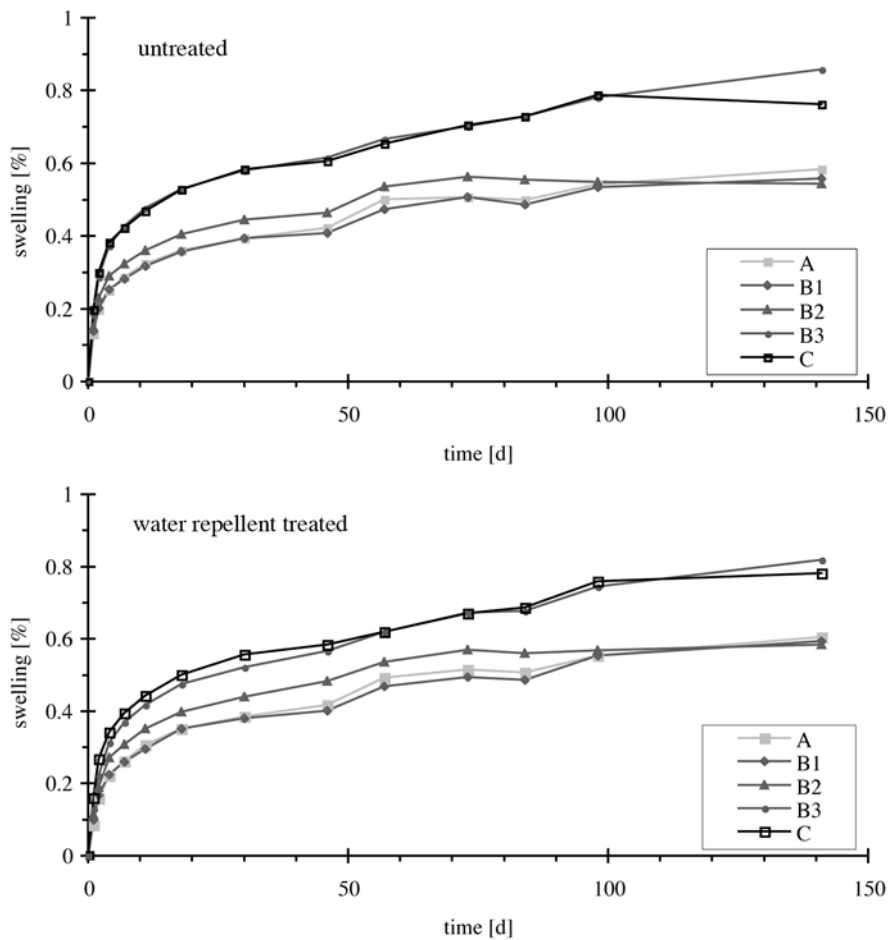 1
untreated
0.8
0.6
swelling [%]
0.4
A
B1
0.2
B2
B3
C
0
0
50
100
150
time [d]
1
water repellent treated
0.8
0.6
swelling [%]
0.4
A
B1
0.2
B2
B3
C
0
0
50
100
150
time [d]